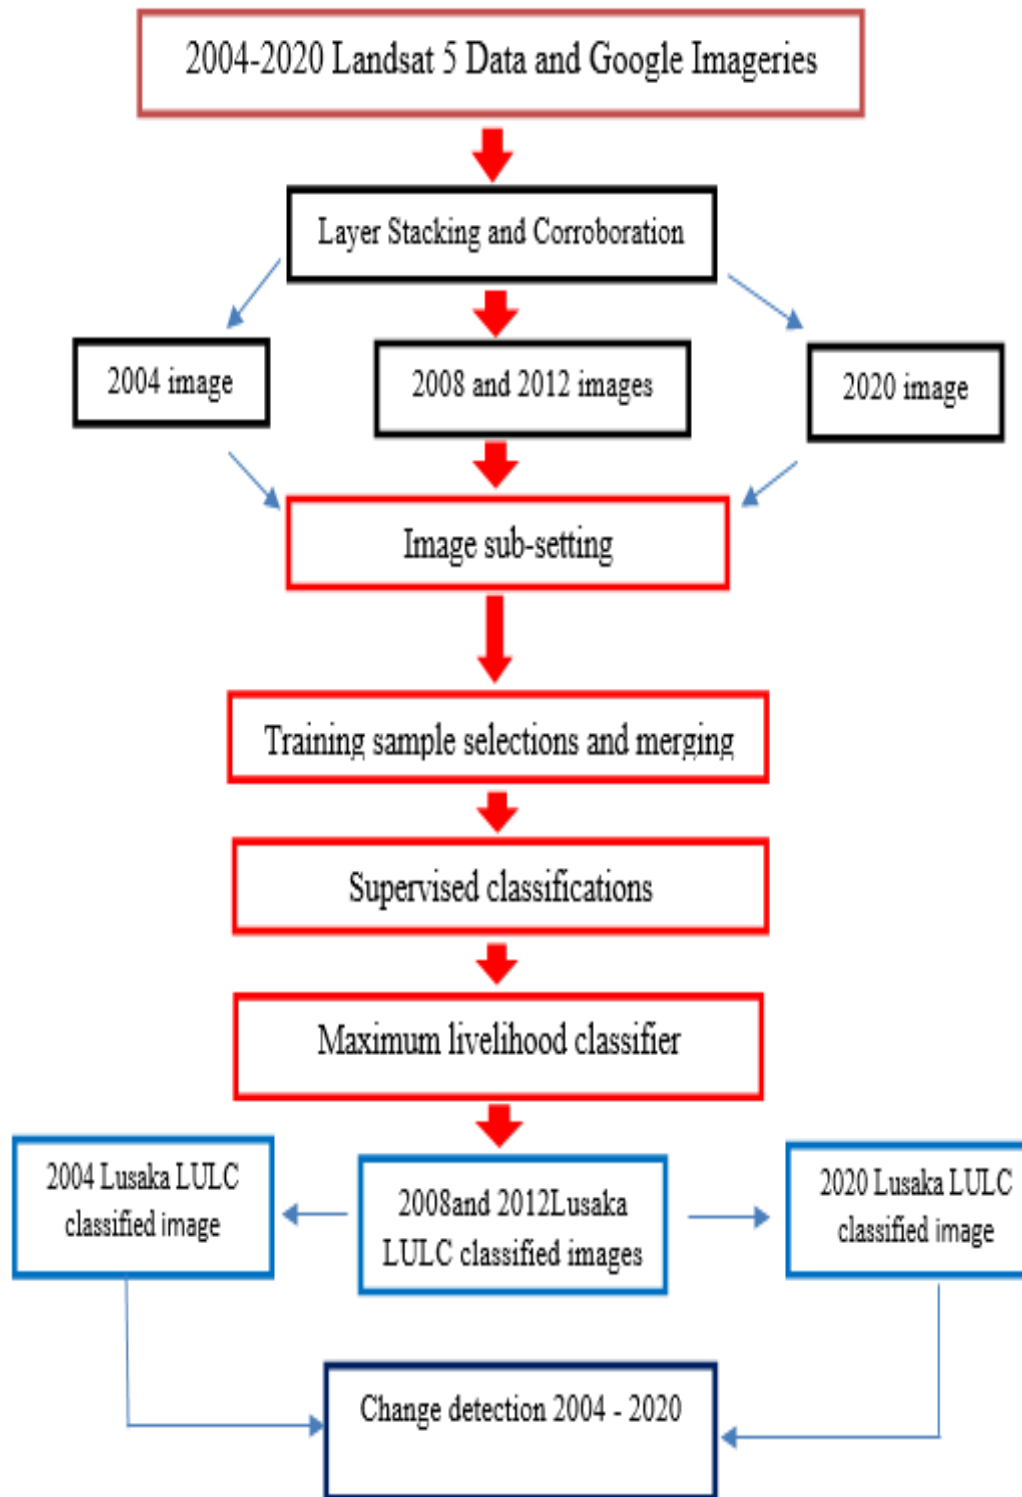 2004-2020 Landsat 5 Data and Google Imageries
Layer Stacking and Corroboration
2004 image
2008 and 2012 images
2020 image
Image sub-setting
Training sample selections and merging
Supervised classifications
Maximum livelihood classifier
2004 Lusaka LULC
classified image
2008and 2012Lusaka
LULC classified images
2020 Lusaka LULC
classified image
Change detection 2004 - 2020